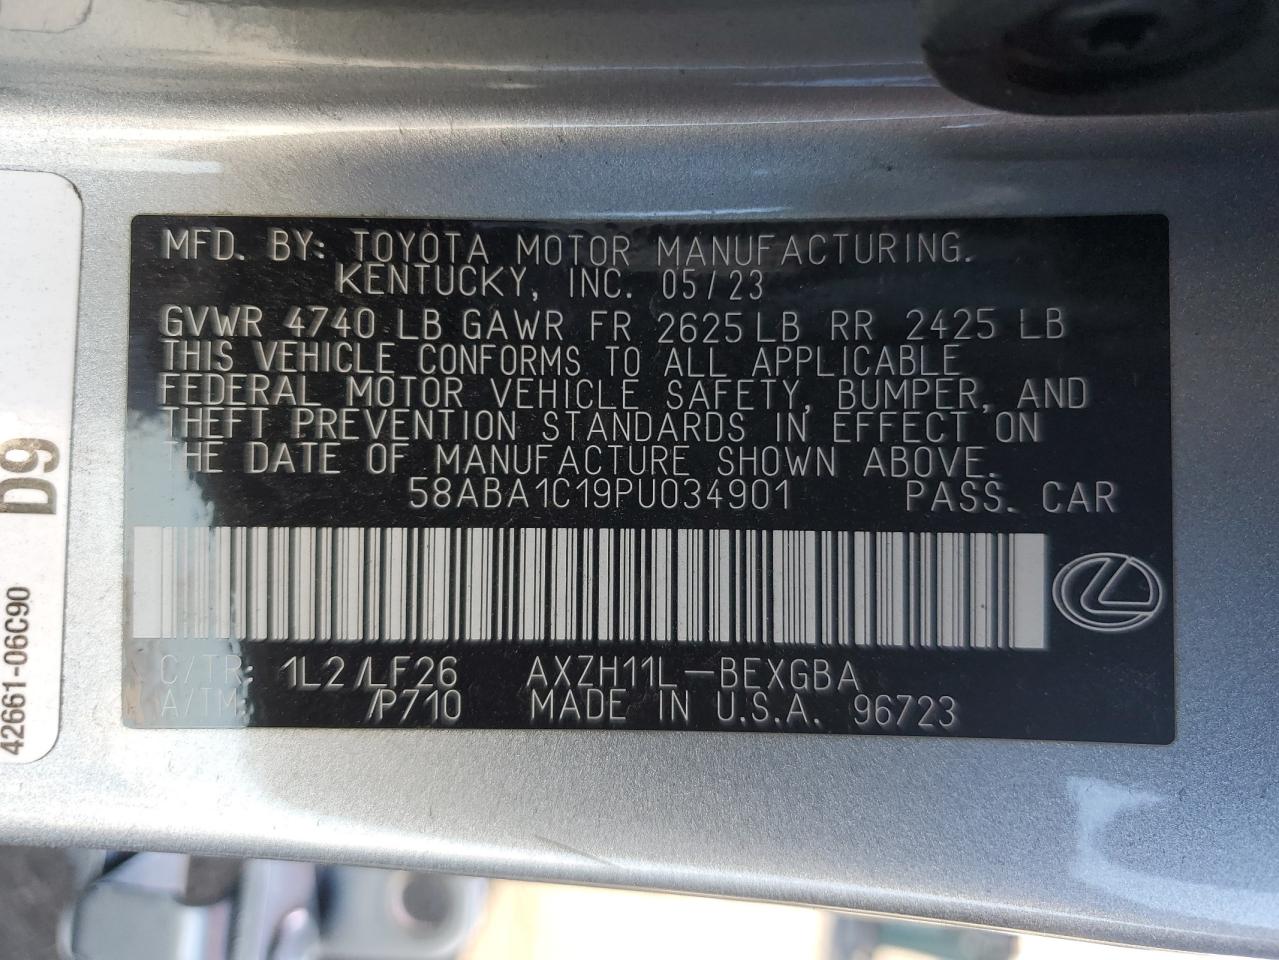 MFD. BY: TOYOTA MOTOR MANUFACTURING.
KENTUCKY, INC. 05/23
GVWR 4740 LB GAWR FR 2625 LB RR 2425 LB
THIS VEHICLE CONFORMS TO ALL APPLICABLE
FEDERAL MOTOR VEHICLE SAFETY, BUMPER, AND
THEFT PREVENTION STANDARDS IN EFFECT ON
THE DATE OF MANUFACTURE SHOWN ABOVE.
58ABA1C19PU034901 PASS. CAR
C/TR: 1L2/LF26 AXZH11L-BEXGBA
A/TM: /P710 MADE IN U.S.A. 96723
D9
42661-06C90